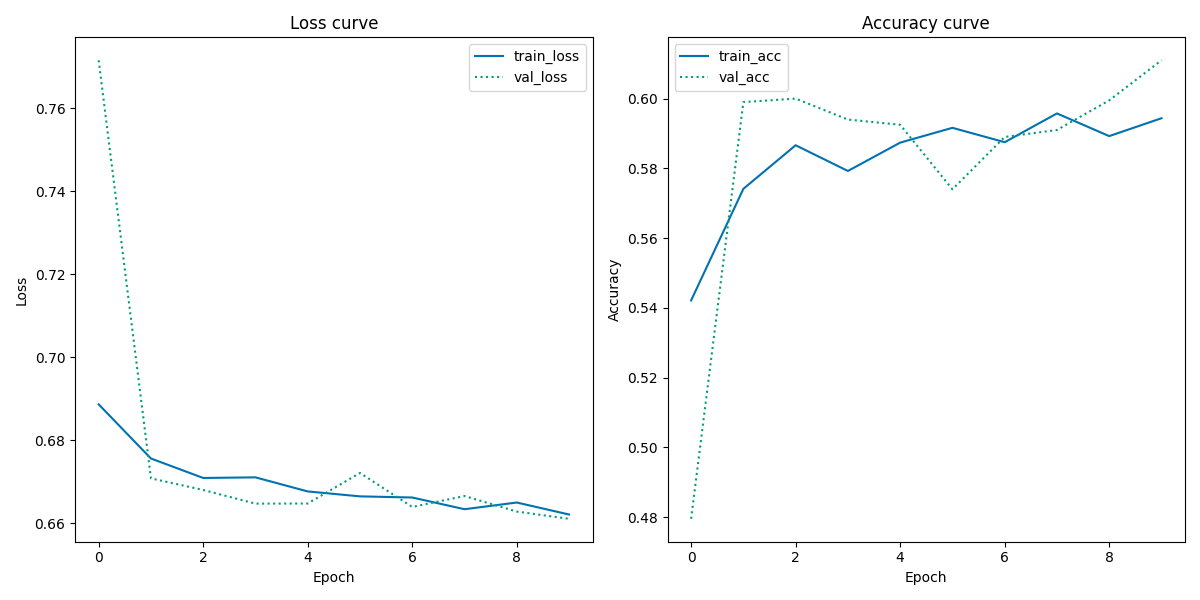 Loss curve
train_loss
val_loss
0.76
0.74
0.72
0.70
0.68
0.66
Loss
0 2 4 6 8
Epoch
Accuracy curve
train_acc
val_acc
0.60
0.58
0.56
0.54
0.52
0.50
0.48
Accuracy
0 2 4 6 8
Epoch